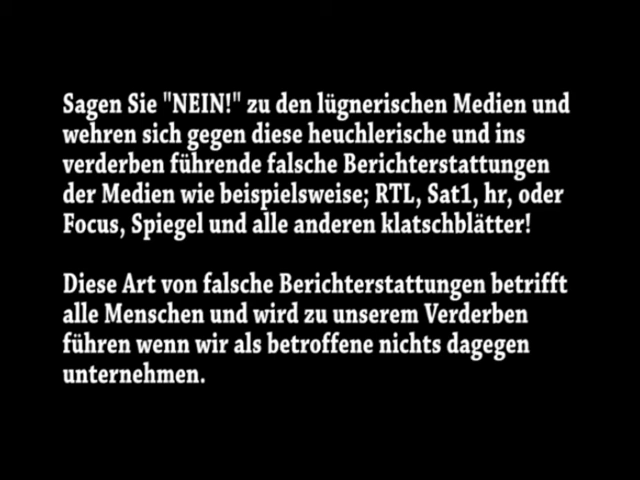 Sagen Sie "NEIN!" zu den lügnerischen Medien und
wehren sich gegen diese heuchlerische und ins
verderben führende falsche Berichterstattungen
der Medien wie beispielsweise; RTL, Sat1, hr, oder
Focus, Spiegel und alle anderen klatschblätter!
Diese Art von falsche Berichterstattungen betrifft
alle Menschen und wird zu unserem Verderben
führen wenn wir als betroffene nichts dagegen
unternehmen.